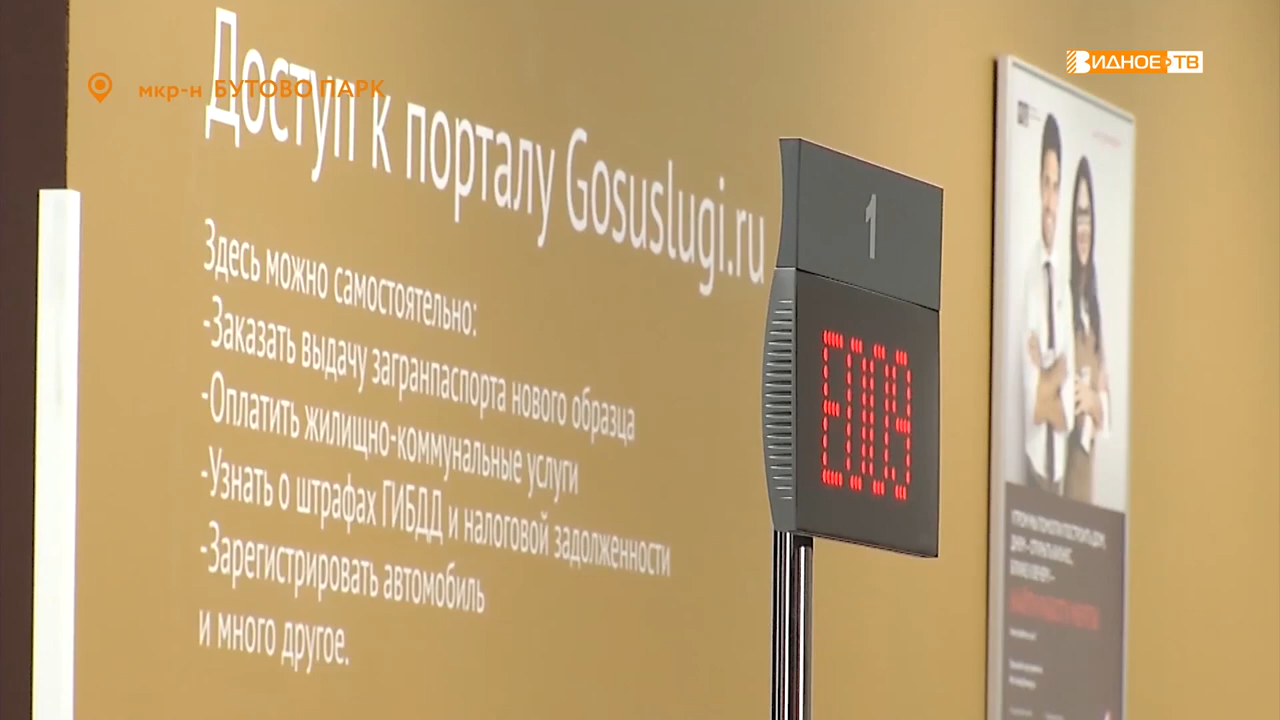 мкр-н БУТОВО ПАРК
ВИДНОЕ ТВ
Доступ к порталу Gosuslugi.ru
Здесь можно самостоятельно:
-Заказать выдачу загранпаспорта нового образца
-Оплатить жилищно-коммунальные услуги
-Узнать о штрафах ГИБДД и налоговой задолженности
-Зарегистрировать автомобиль
и много другое.
1
E009